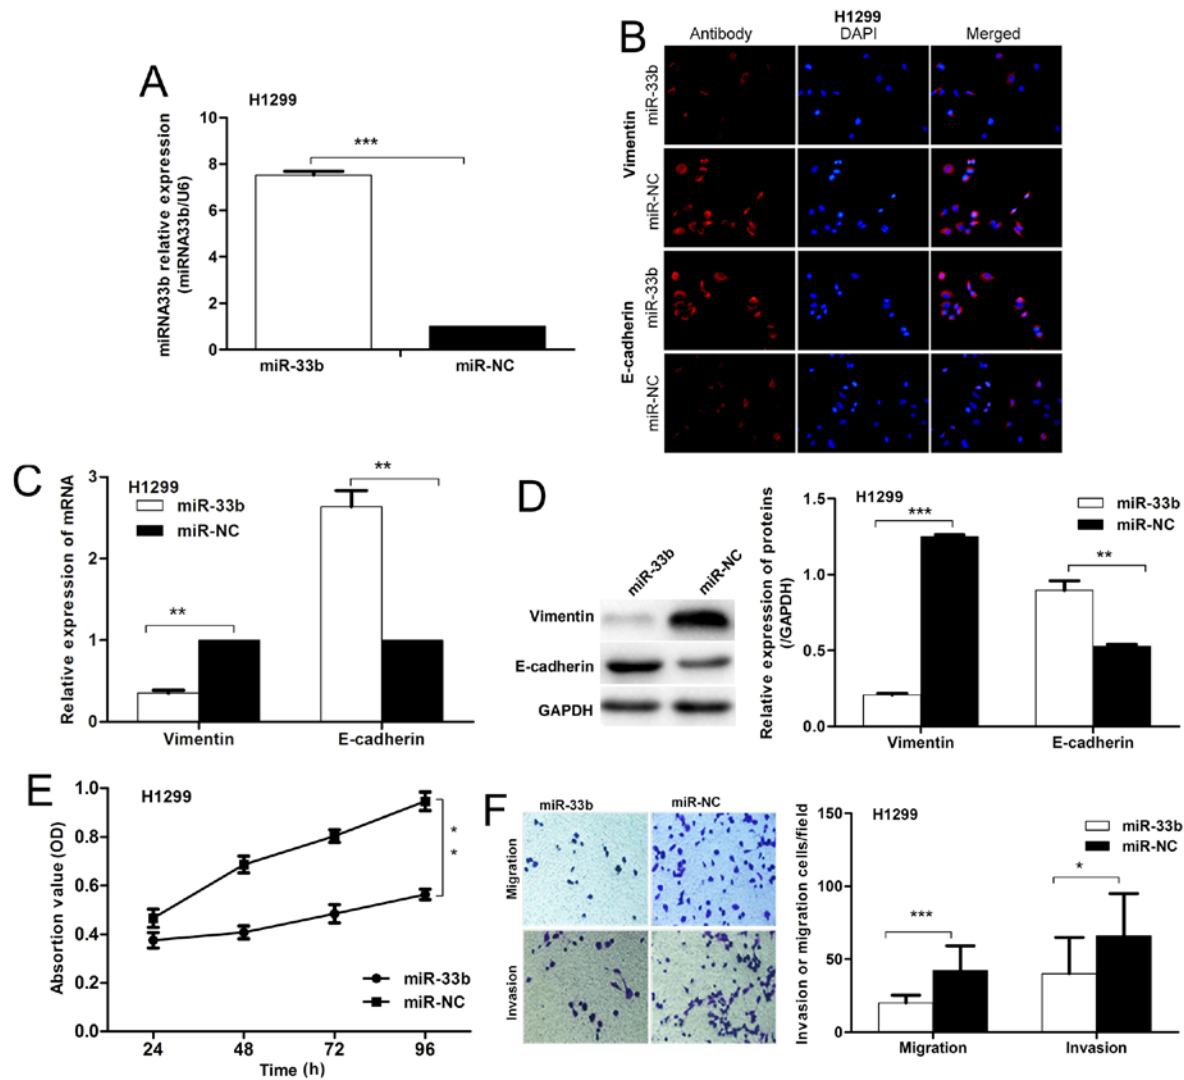 A
H1299
miRNA33b relative expression
(miRNA33b/U6)
10
8
6
4
2
0
***
miR-33b
miR-NC
B
H1299
Antibody
DAPI
Merged
Vimentin
miR-33b
miR-NC
E-cadherin
miR-33b
miR-NC
C
H1299
miR-33b
miR-NC
Relative expression of mRNA
3
2
1
0
**
**
Vimentin
E-cadherin
D
miR-33b
miR-NC
Vimentin
E-cadherin
GAPDH
H1299
miR-33b
miR-NC
Relative expression of proteins
(/GAPDH)
1.5
1.0
0.5
0.0
***
**
Vimentin
E-cadherin
E
H1299
Absortion value (OD)
1.0
0.8
0.6
0.4
0.2
0.0
*
*
miR-33b
miR-NC
24
48
72
96
Time (h)
F
miR-33b
miR-NC
Migration
Invasion
H1299
miR-33b
miR-NC
Invasion or migration cells/field
150
100
50
0
***
*
Migration
Invasion